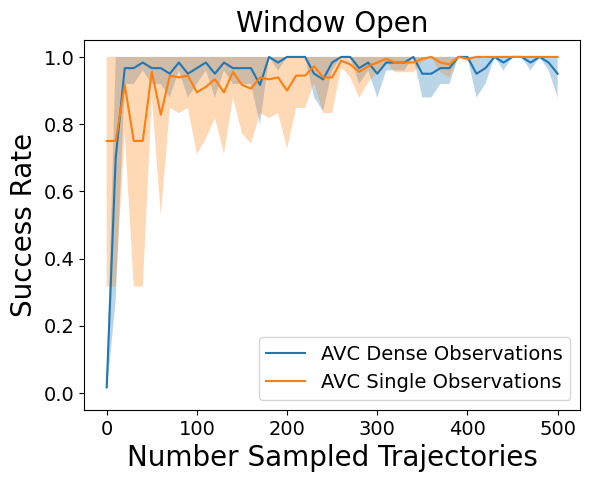 Window Open
Success Rate
1.0
0.8
0.6
0.4
0.2
0.0
AVC Dense Observations
AVC Single Observations
0 100 200 300 400 500
Number Sampled Trajectories